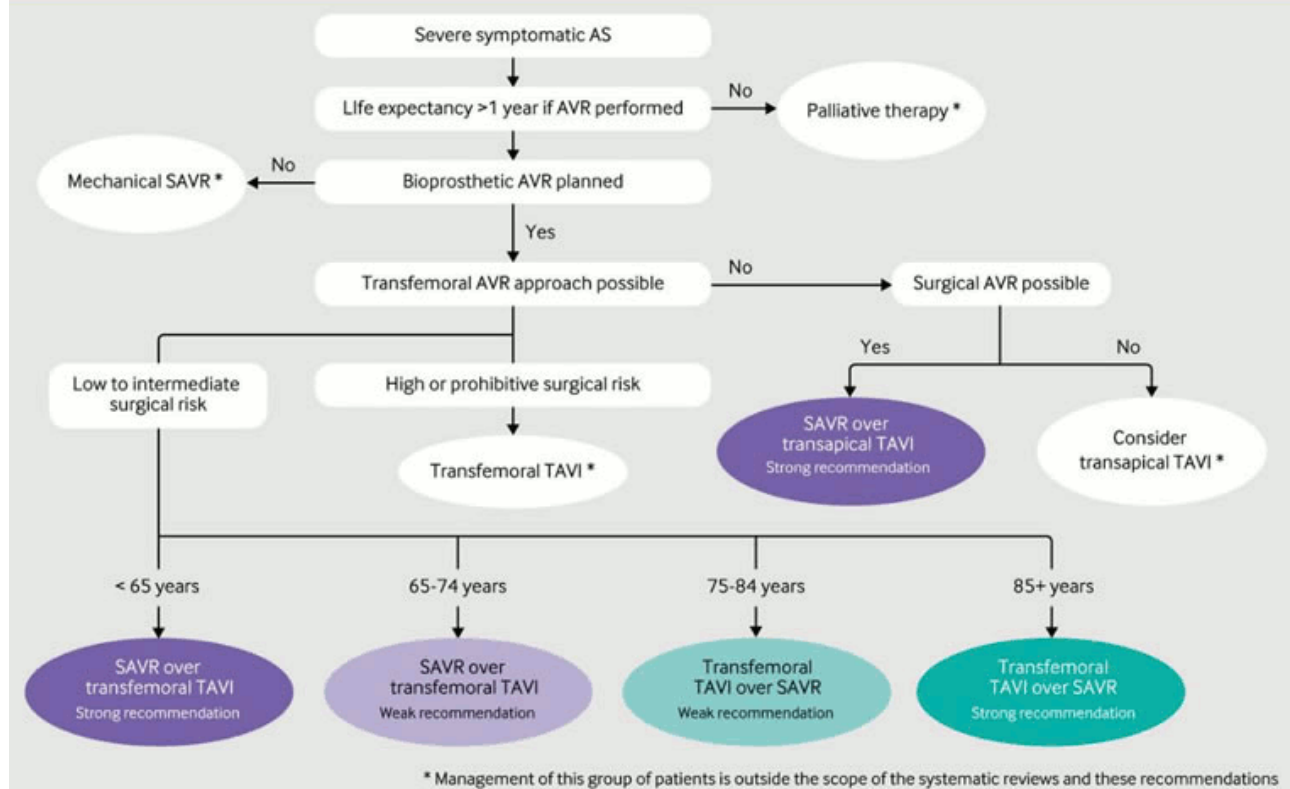 Severe symptomatic AS
LIfe expectancy >1 year if AVR performed
No
Palliative therapy *
Mechanical SAVR *
No
Bioprosthetic AVR planned
Yes
Transfemoral AVR approach possible
No
Surgical AVR possible
Low to intermediate
surgical risk
High or prohibitive surgical risk
Yes
No
Transfemoral TAVI *
SAVR over
transapical TAVI
Strong recommendation
Consider
transapical TAVI *
< 65 years
65-74 years
75-84 years
85+ years
SAVR over
transfemoral TAVI
Strong recommendation
SAVR over
transfemoral TAVI
Weak recommendation
Transfemoral
TAVI over SAVR
Weak recommendation
Transfemoral
TAVI over SAVR
Strong recommendation
* Management of this group of patients is outside the scope of the systematic reviews and these recommendations